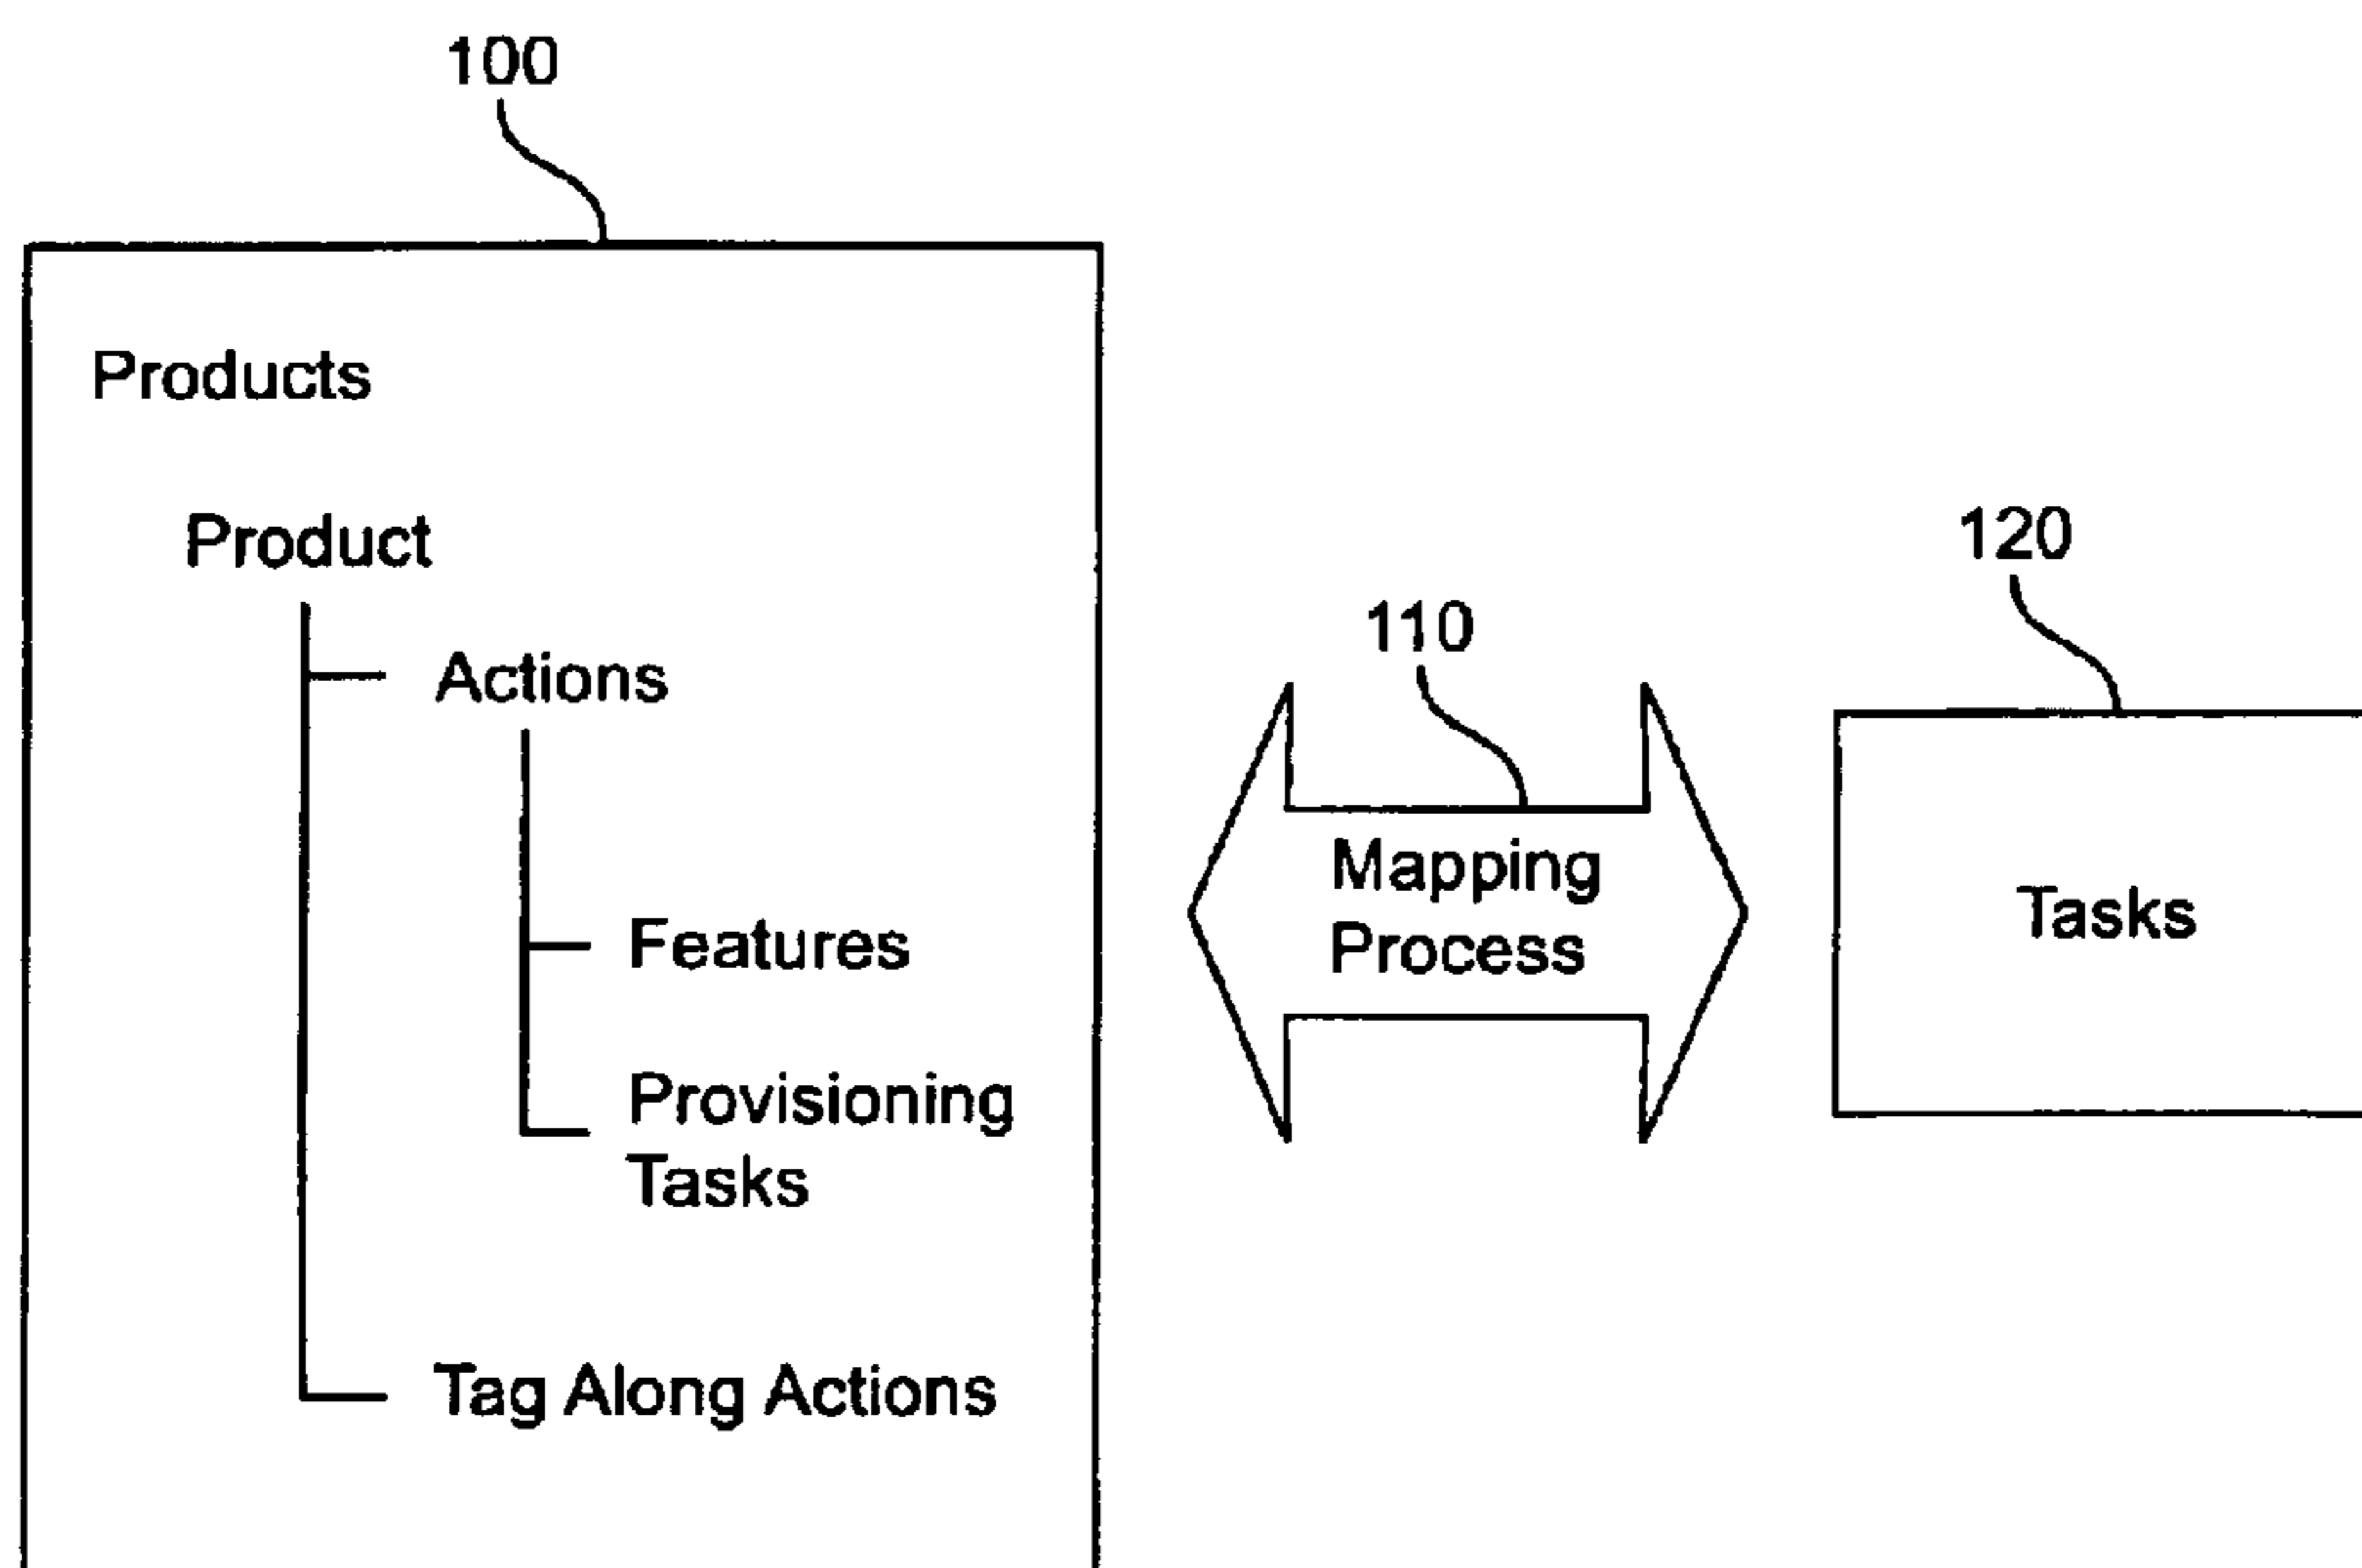 100
Products
Product
Actions
Features
Provisioning
Tasks
Tag Along Actions
110
Mapping
Process
120
Tasks